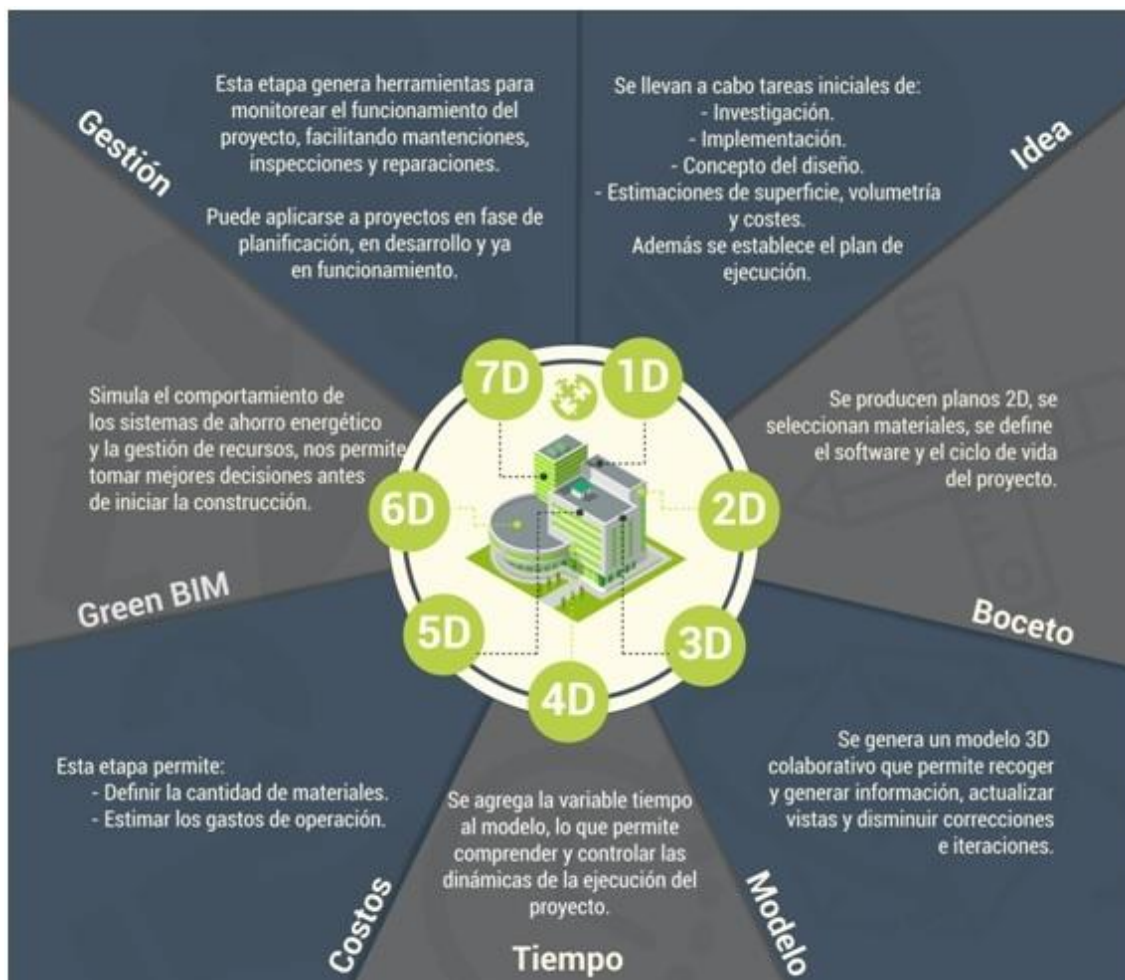 Idea
Se llevan a cabo tareas iniciales de:
- Investigación.
- Implementación.
- Concepto del diseño.
- Estimaciones de superficie, volumetría
y costes.
Además se establece el plan de
ejecución.
1D
Se producen planos 2D, se
seleccionan materiales, se define
el software y el ciclo de vida
del proyecto.
2D
Boceto
Se genera un modelo 3D
colaborativo que permite recoger
y generar información, actualizar
vistas y disminuir correcciones
e iteraciones.
3D
Modelo
4D
Se agrega la variable tiempo
al modelo, lo que permite
comprender y controlar las
dinámicas de la ejecución del
proyecto.
Tiempo
5D
Esta etapa permite:
- Definir la cantidad de materiales.
- Estimar los gastos de operación.
Costos
6D
Simula el comportamiento de
los sistemas de ahorro energético
y la gestión de recursos, nos permite
tomar mejores decisiones antes
de iniciar la construcción.
Green BIM
7D
Gestión
Esta etapa genera herramientas para
monitorear el funcionamiento del
proyecto, facilitando mantenciones,
inspecciones y reparaciones.
Puede aplicarse a proyectos en fase de
planificación, en desarrollo y ya
en funcionamiento.